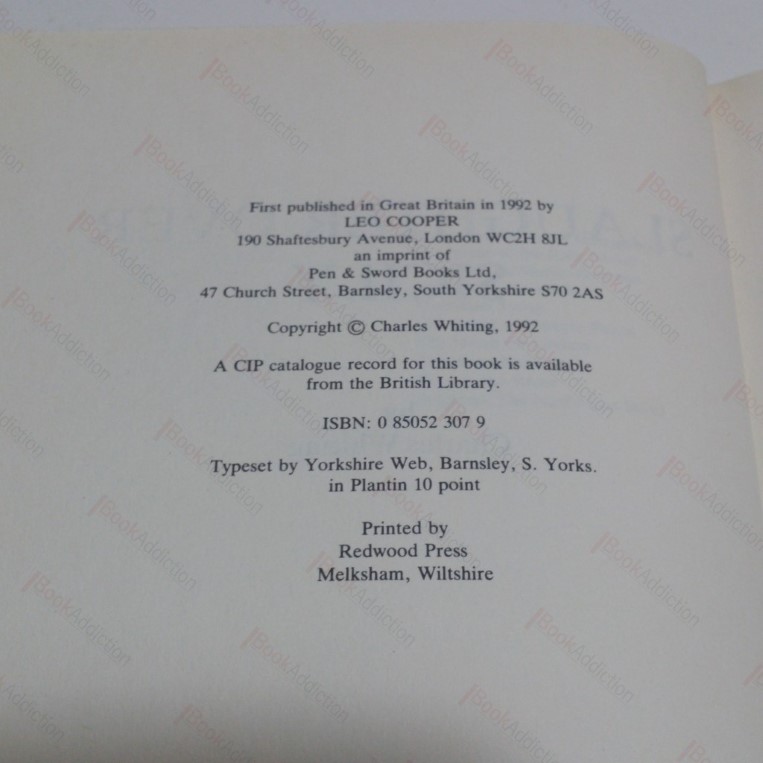 First published in Great Britain in 1992 by
LEO COOPER
190 Shaftesbury Avenue, London WC2H 8JL
an imprint of
Pen & Sword Books Ltd,
47 Church Street, Barnsley, South Yorkshire S70 2AS
Copyright © Charles Whiting, 1992
A CIP catalogue record for this book is available
from the British Library.
ISBN: 0 85052 307 9
Typeset by Yorkshire Web, Barnsley, S. Yorks.
in Plantin 10 point
Printed by
Redwood Press
Melksham, Wiltshire
BookAddiction